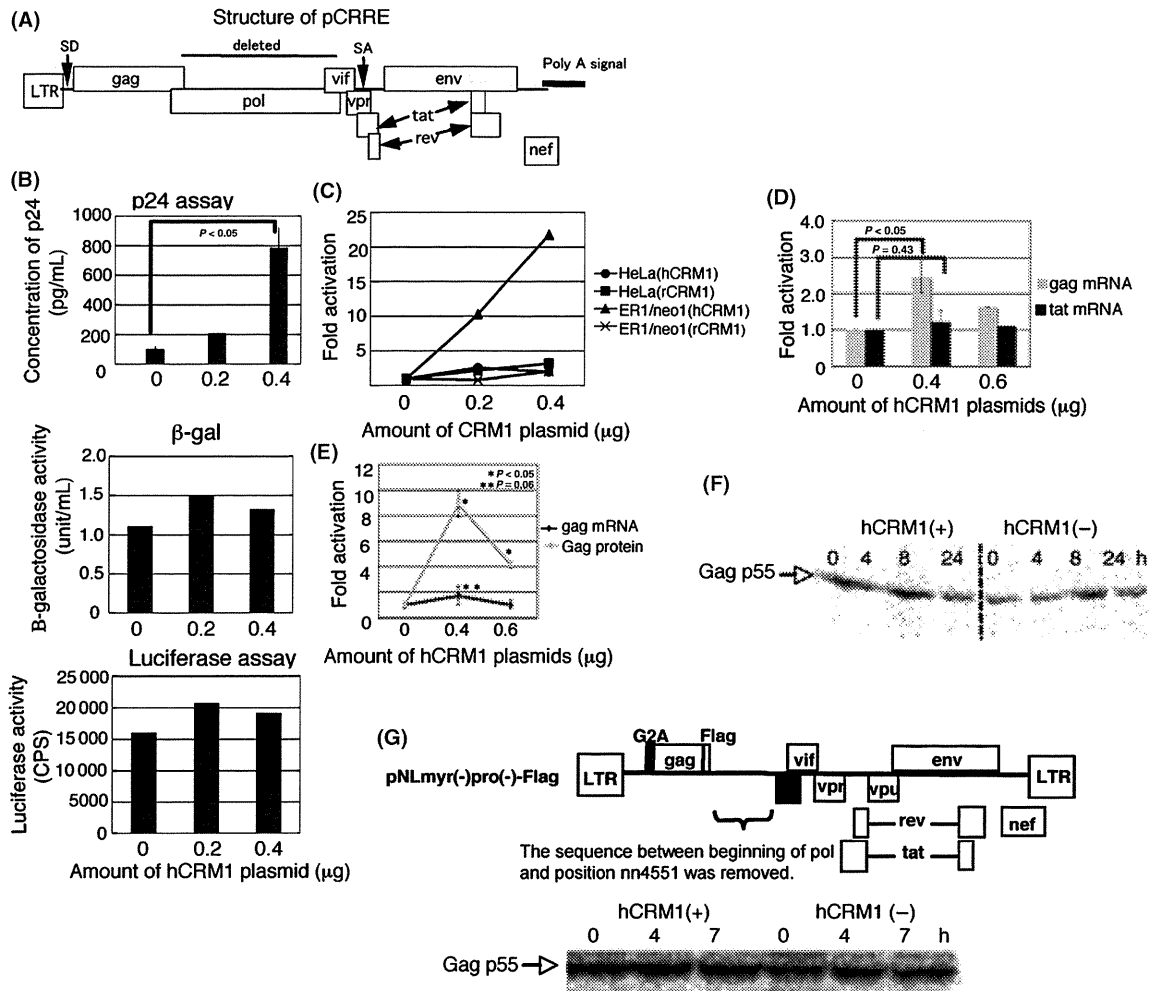 (A)
Structure of pCRRE
SD
deleted
SA
Poly A signal
LTR
gag
vif
env
pol
vpr
tat
rev
nef
(B)
p24 assay
Concentration of p24
(pg/mL)
1000
800
600
400
200
0
P < 0.05
0 0.2 0.4
β-gal
B-galactosidase activity
(unit/mL)
2.0
1.5
1.0
0.5
0
0 0.2 0.4
Luciferase assay
Luciferase activity
(CPS)
25 000
20 000
15 000
10 000
5000
0
0 0.2 0.4
Amount of hCRM1 plasmid (μg)
(C)
Fold activation
25
20
15
10
5
0 0.2 0.4
Amount of CRM1 plasmid (μg)
HeLa(hCRM1)
HeLa(rCRM1)
ER1/neo1(hCRM1)
ER1/neo1(rCRM1)
(D)
Fold activation
4.0
3.0
2.0
1.0
0
P < 0.05
P = 0.43
gag mRNA
tat mRNA
0 0.4 0.6
Amount of hCRM1 plasmids (μg)
(E)
Fold activation
12
10
8
6
4
2
0
* P < 0.05
** P = 0.06
*
*
**
gag mRNA
Gag protein
0 0.4 0.6
Amount of hCRM1 plasmids (μg)
(F)
hCRM1(+) hCRM1(−)
0 4 8 24 0 4 8 24 h
Gag p55
(G)
G2A Flag
pNLmyr(-)pro(-)-Flag
LTR
gag
vif
env
LTR
vpr
vpu
rev
nef
tat
The sequence between beginning of pol
and position nn4551 was removed.
hCRM1(+) hCRM1 (−)
0 4 7 0 4 7 h
Gag p55